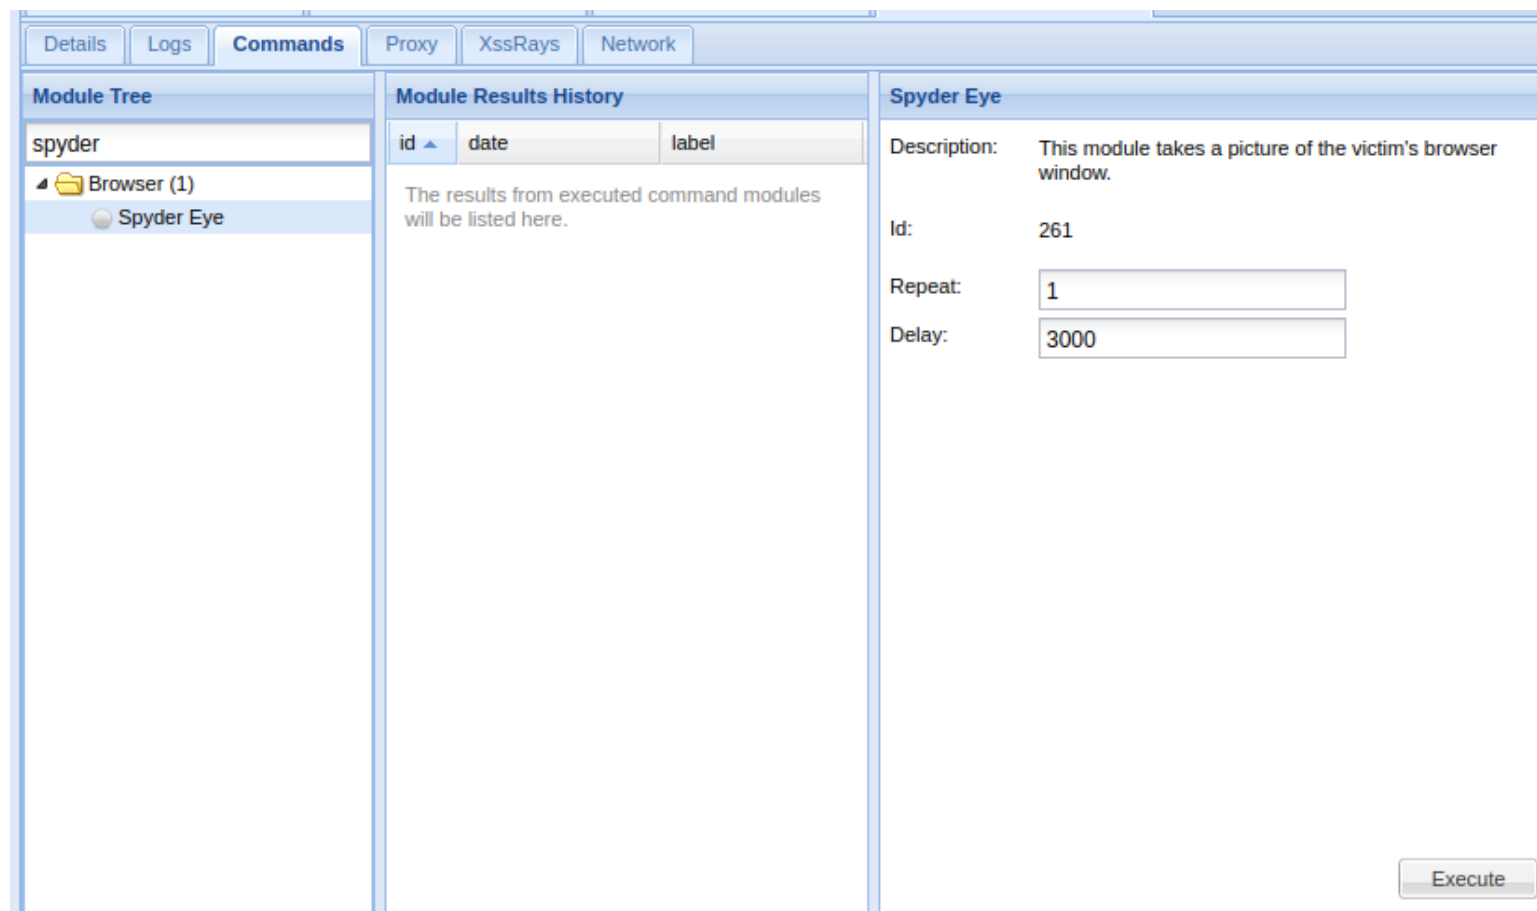 Details Logs Commands Proxy XssRays Network
Module Tree
spyder
Browser (1)
Spyder Eye
Module Results History
id date label
The results from executed command modules
will be listed here.
Spyder Eye
Description: This module takes a picture of the victim's browser
window.
Id: 261
Repeat: 1
Delay: 3000
Execute